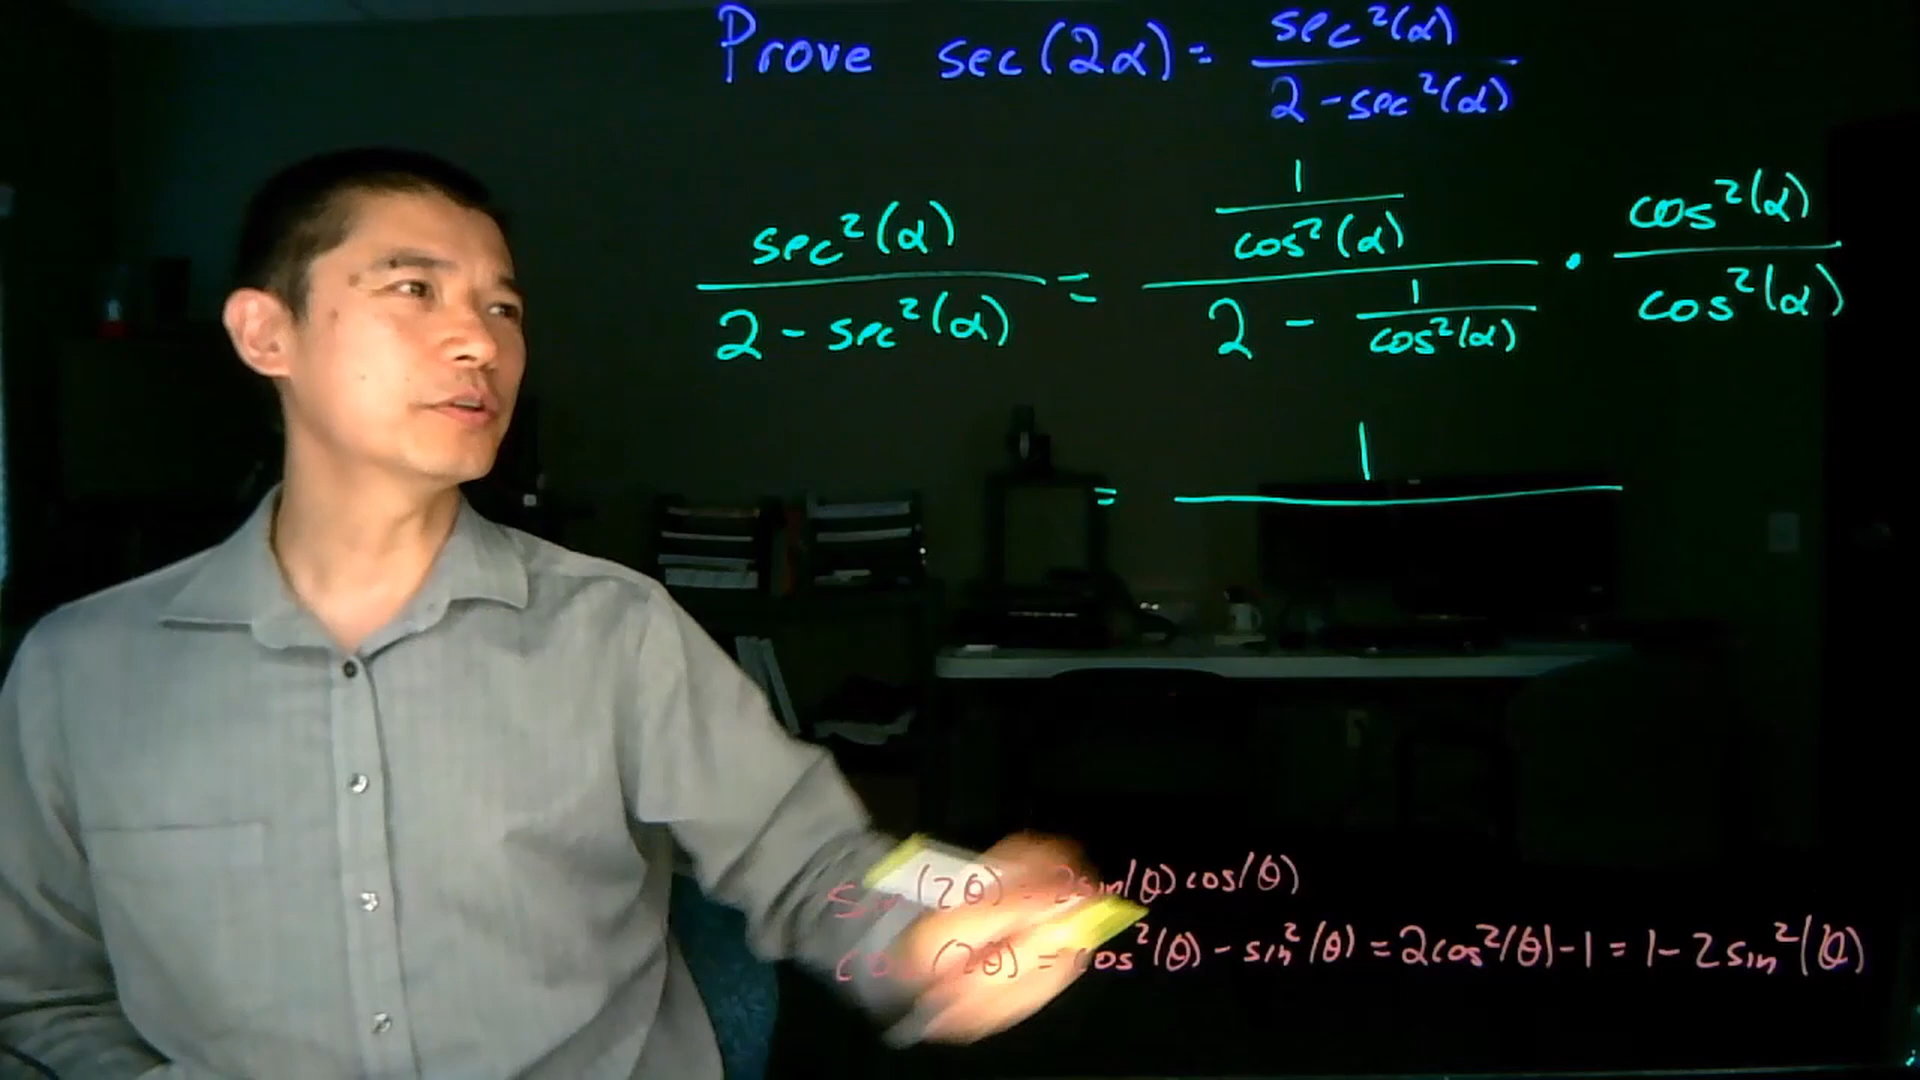 Prove sec(2α) = sec²(α) / 2 - sec²(α)
sec²(α) / 2 - sec²(α) = 1 / cos²(α) / 2 - 1 / cos²(α) · cos²(α) / cos²(α)
= 1
(2θ) = 2sin(θ) cos(θ)
cos(2θ) = cos²(θ) - sin²(θ) = 2cos²(θ) - 1 = 1 - 2sin²(θ)